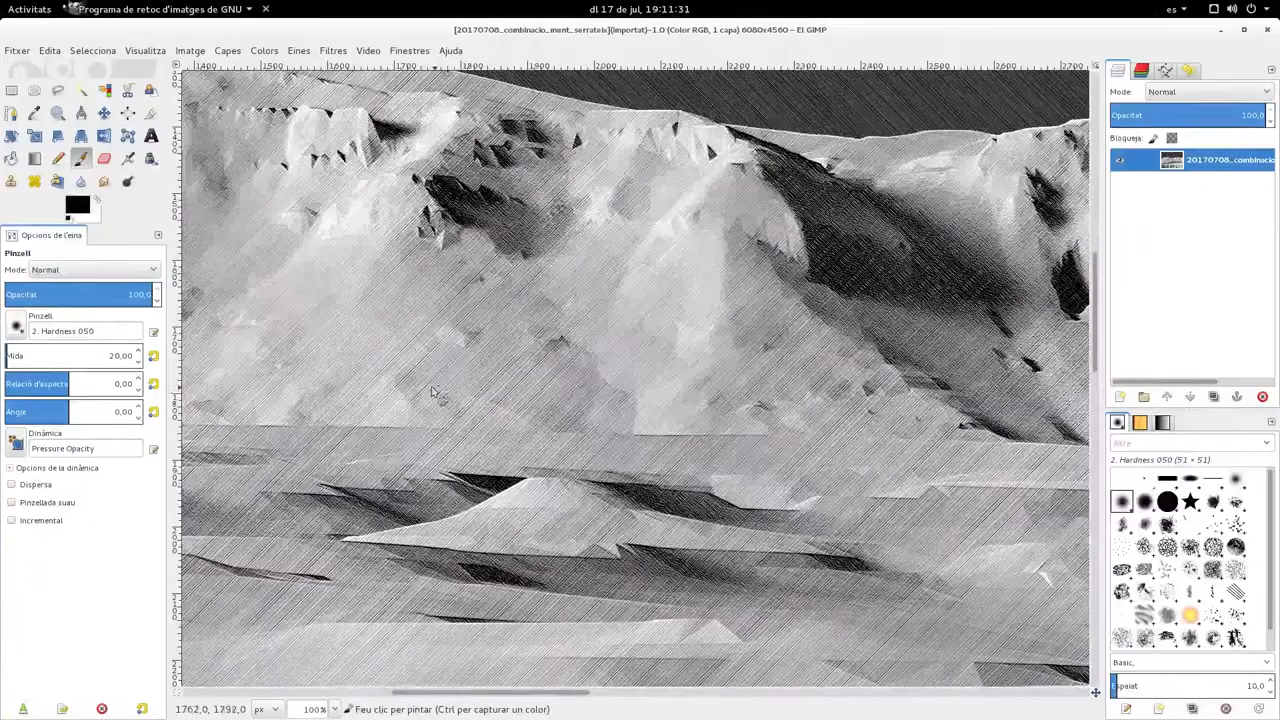 Activitats
Programa de retoc d'imatges de GNU
dl 17 de jul, 19:11:31
es
[20170708_combinacio_ment_serrateix](importat)-1.0 (Color RGB, 1 capa) 6080x4560 – El GIMP
Fitxer Edita Selecciona Visualitza Imatge Capes Colors Eines Filtres Video Finestres Ajuda
1400 1500 1600 1700 1800 1900 2000 2100 2200 2300 2400 2500 2600 2700
Opcions de l'eina
Pinzell
Mode: Normal
Opacitat 100,0
Pinzell
2. Hardness 050
Mida 20,00
Relació d'aspecte 0,00
Angle 0,00
Dinàmica
Pressure Opacity
Opcions de la dinàmica
Dispersa
Pinzellada suau
Incremental
Mode: Normal
Opacitat 100,0
Bloqueja:
20170708_combinacio
filtre
2. Hardness 050 (51 × 51)
Basic,
Espaiat 10,0
1762,0, 1792,0 px 100% Feu clic per pintar (Ctrl per capturar un color)